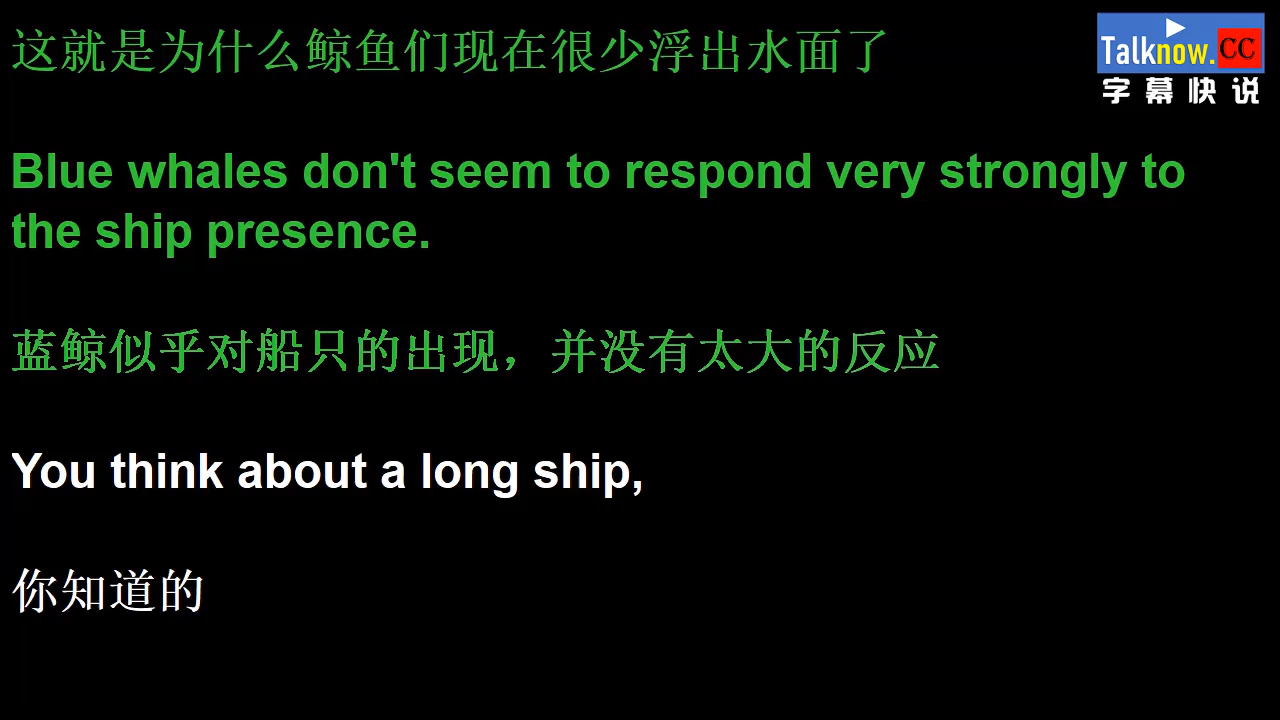 这就是为什么鲸鱼们现在很少浮出水面了
Talknow.CC
字幕快说
Blue whales don't seem to respond very strongly to
the ship presence.
蓝鲸似乎对船只的出现，并没有太大的反应
You think about a long ship,
你知道的